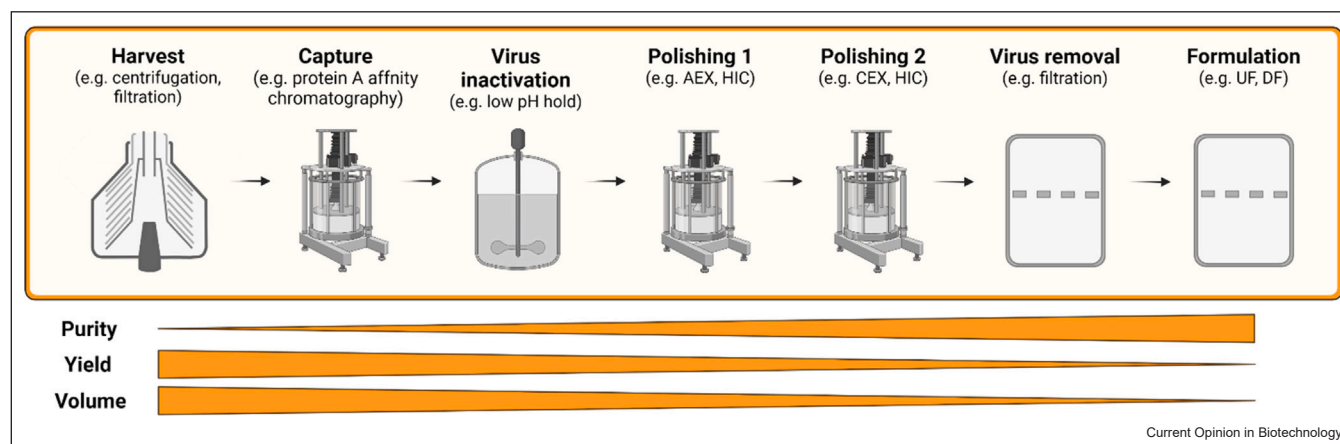 Harvest
(e.g. centrifugation,
filtration)
Capture
(e.g. protein A affnity
chromatography)
Virus
inactivation
(e.g. low pH hold)
Polishing 1
(e.g. AEX, HIC)
Polishing 2
(e.g. CEX, HIC)
Virus removal
(e.g. filtration)
Formulation
(e.g. UF, DF)
Purity
Yield
Volume
Current Opinion in Biotechnology